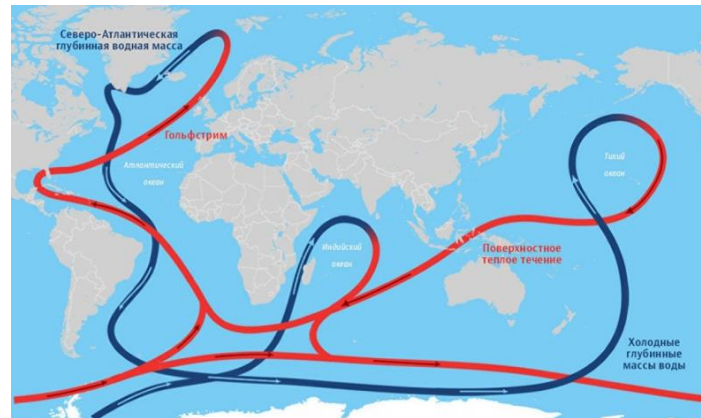 Северо-Атлантическая
глубинная водная масса
Гольфстрим
Атлантический
океан
Тихий
океан
Индийский
океан
Поверхностное
теплое течение
Холодные
глубинные
массы воды